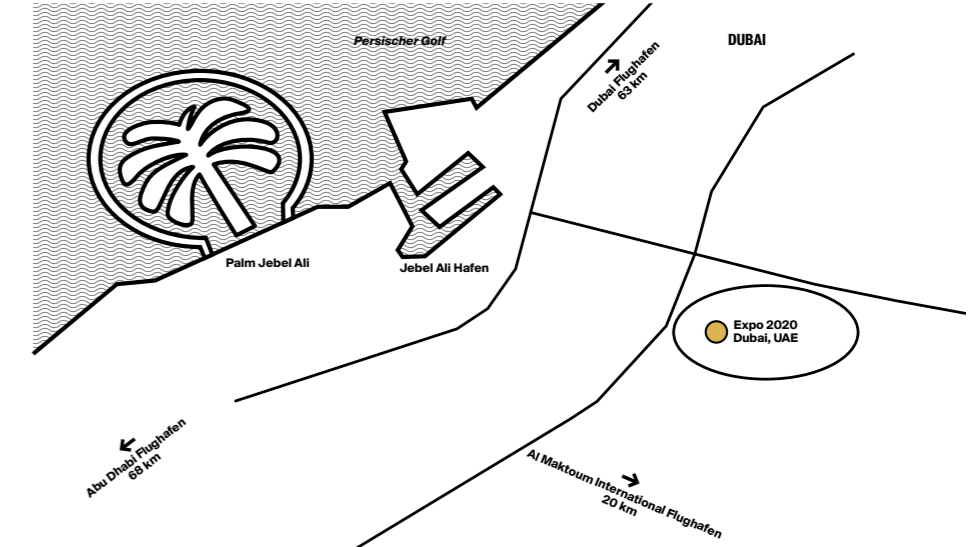 Persischer Golf
DUBAI
Dubai Flughafen
63 km
Palm Jebel Ali
Jebel Ali Hafen
Expo 2020
Dubai, UAE
Abu Dhabi Flughafen
68 km
Al Maktoum International Flughafen
20 km